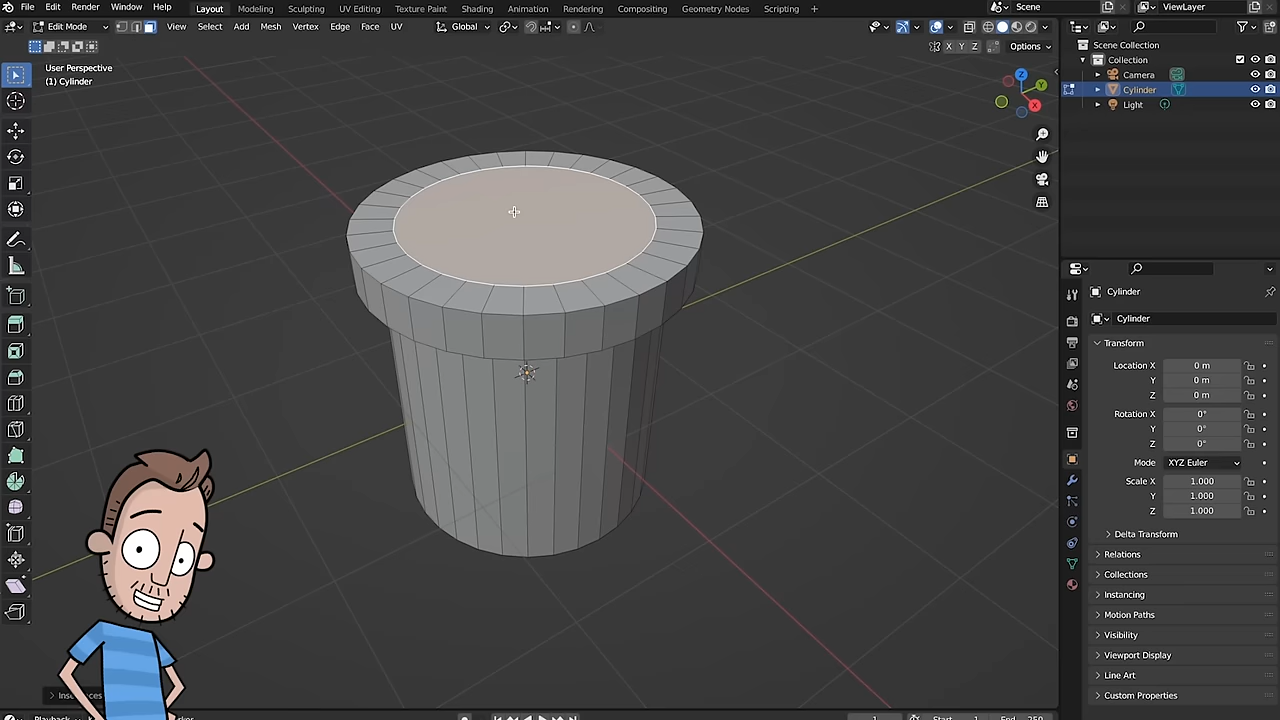 File Edit Render Window Help Layout Modeling Sculpting UV Editing Texture Paint Shading Animation Rendering Compositing Geometry Nodes Scripting + Scene ViewLayer
Edit Mode View Select Add Mesh Vertex Edge Face UV Global
X Y Z Options
User Perspective
(1) Cylinder
Z
Y
X
Scene Collection
Collection
Camera
Cylinder
Light
Cylinder
Cylinder
Transform
Location X 0 m
Y 0 m
Z 0 m
Rotation X 0°
Y 0°
Z 0°
Mode XYZ Euler
Scale X 1.000
Y 1.000
Z 1.000
Delta Transform
Relations
Collections
Instancing
Motion Paths
Visibility
Viewport Display
Line Art
Custom Properties
Playback 1 Start 1 End 250